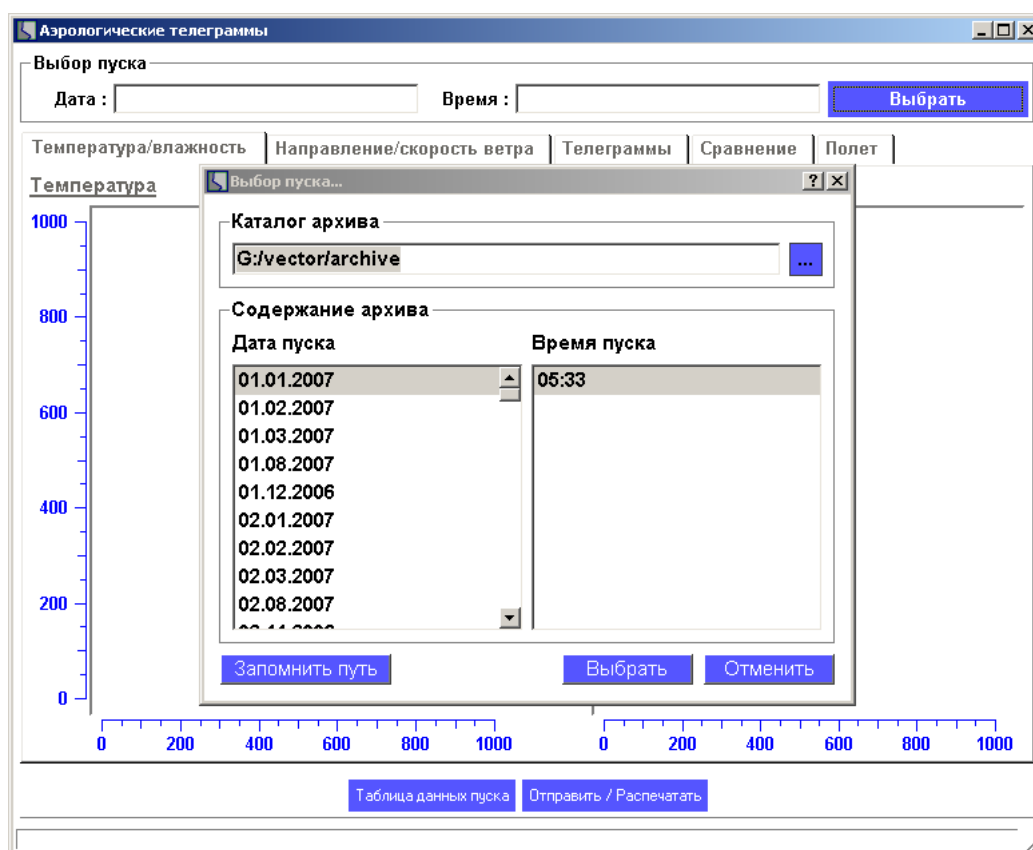 Аэрологические телеграммы
Выбор пуска
Дата : Время : Выбрать
Температура/влажность Направление/скорость ветра Телеграммы Сравнение Полет
Температура
Выбор пуска...
Каталог архива
G:/vector/archive ...
Содержание архива
Дата пуска Время пуска
01.01.2007 05:33
01.02.2007
01.03.2007
01.08.2007
01.12.2006
02.01.2007
02.02.2007
02.03.2007
02.08.2007
Запомнить путь Выбрать Отменить
1000
800
600
400
200
0
0 200 400 600 800 1000 0 200 400 600 800 1000
Таблица данных пуска Отправить / Распечатать